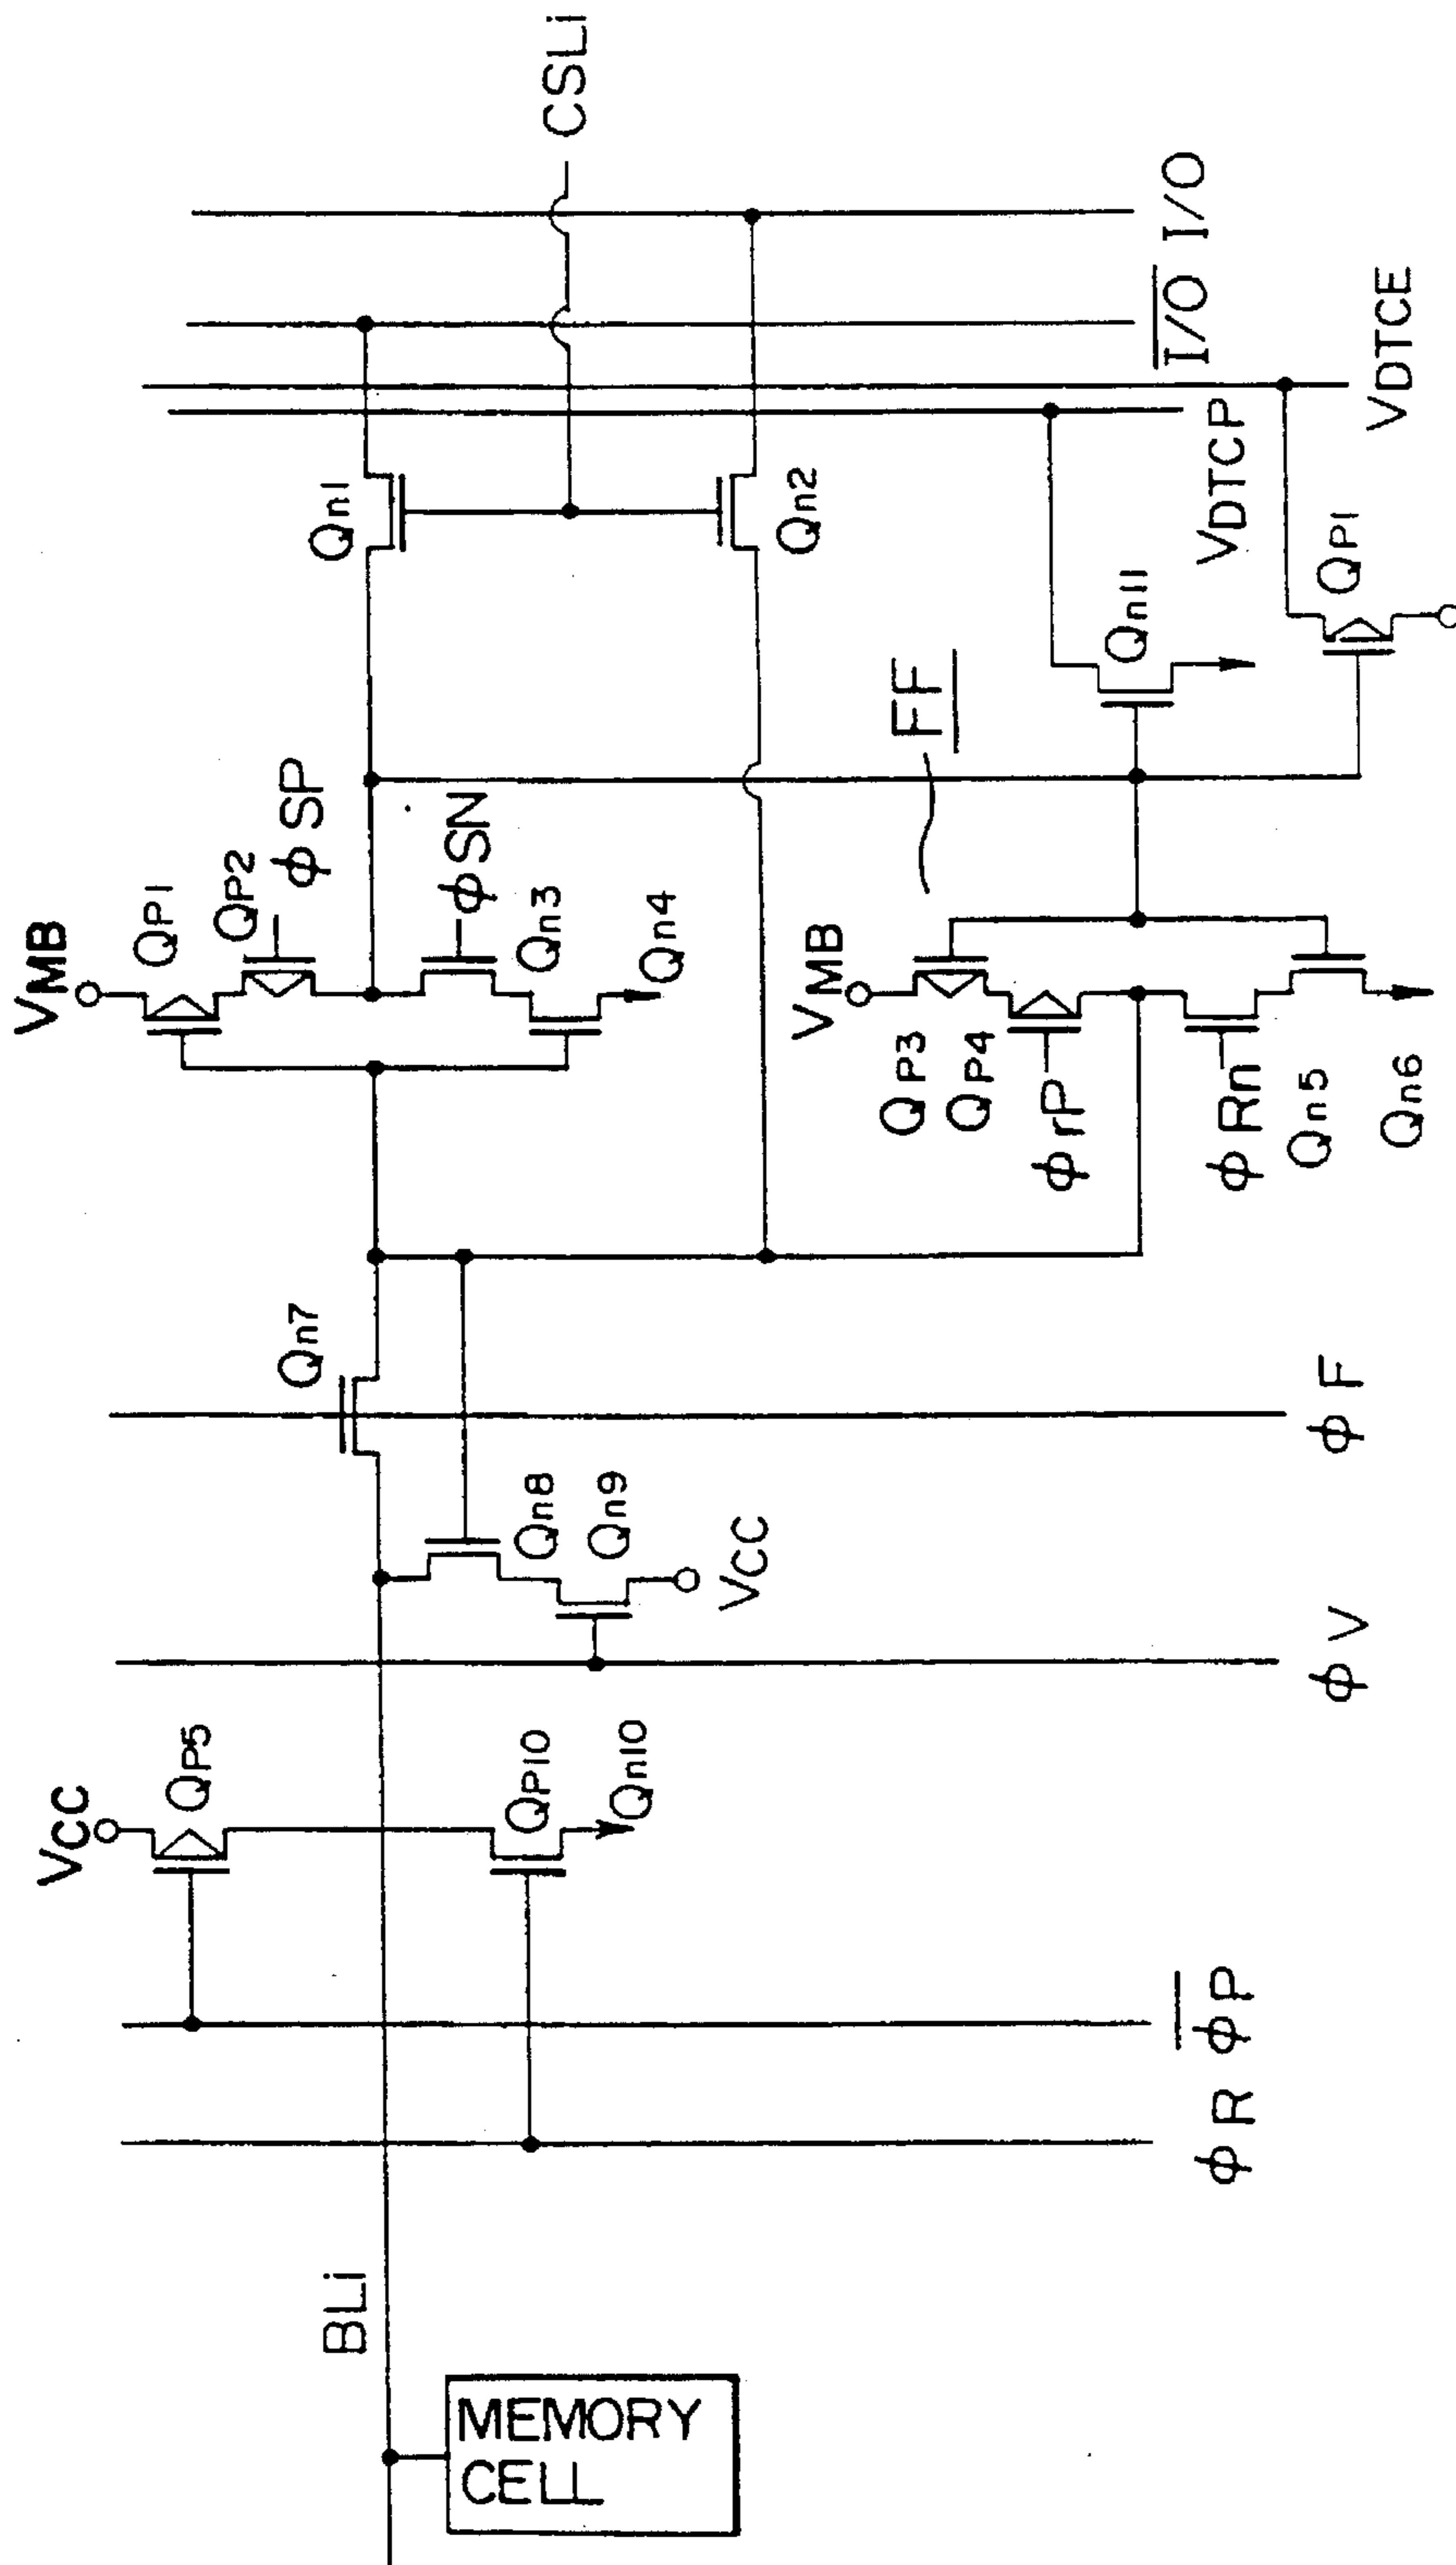 MEMORY
CELL
BLi
φR
φP
VCC
QP5
QP10
Qn10
φV
φF
Qn7
Qn8
Qn9
VCC
VMB
QP1
QP2
φSP
φSN
Qn3
Qn4
VMB
QP3
QP4
φrP
φRn
Qn5
Qn6
FF
Qn1
Qn2
Qn11
QP1
VDTCP
VDTCE
I/O
I/O
CSLi